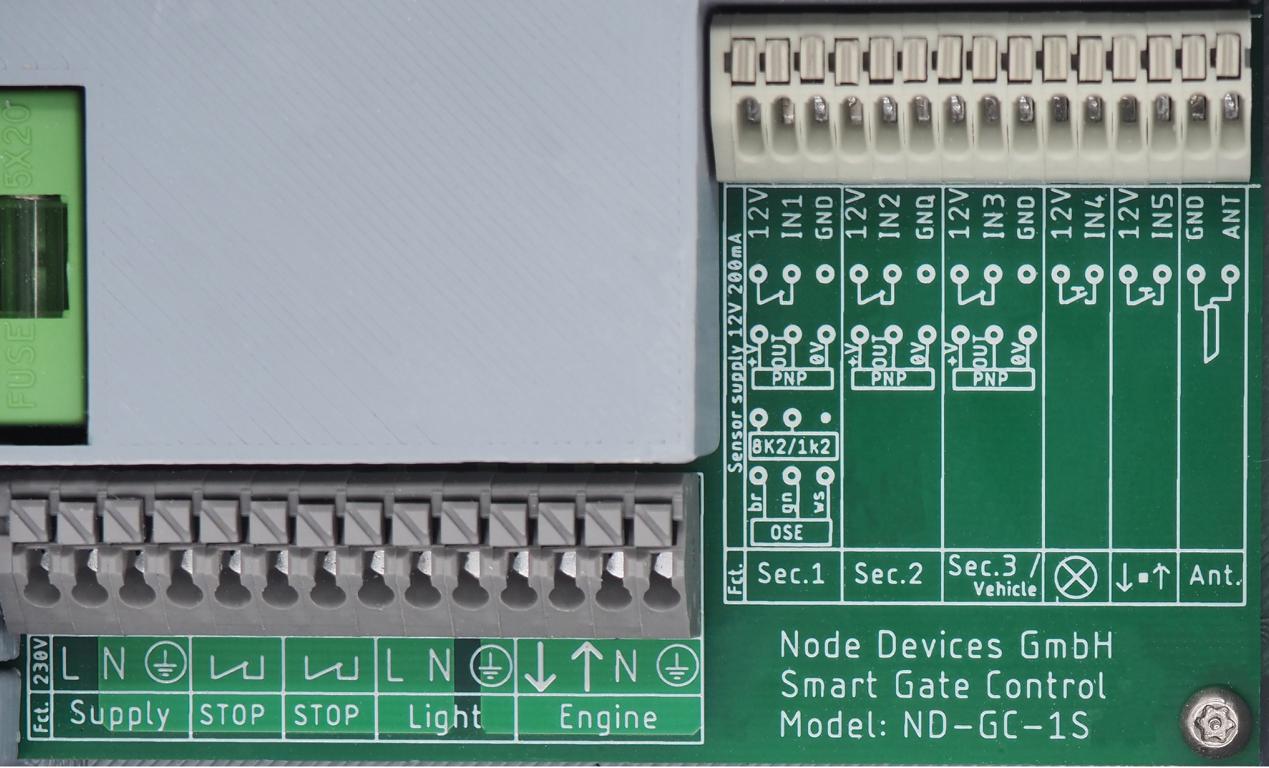 5X20
FUSE
12V IN1 GND 12V IN2 GND 12V IN3 GND 12V IN4 12V IN5 GND ANT
Sensor supply 12V 200mA
+V OUT 0V +V OUT 0V +V OUT 0V
PNP PNP PNP
8K2/1k2
br gn ws
OSE
Fct. Sec.1 Sec.2 Sec.3 / Vehicle ↓▪↑ Ant.
230V L N L N ↓ ↑ N
Fct. Supply STOP STOP Light Engine
Node Devices GmbH
Smart Gate Control
Model: ND-GC-1S